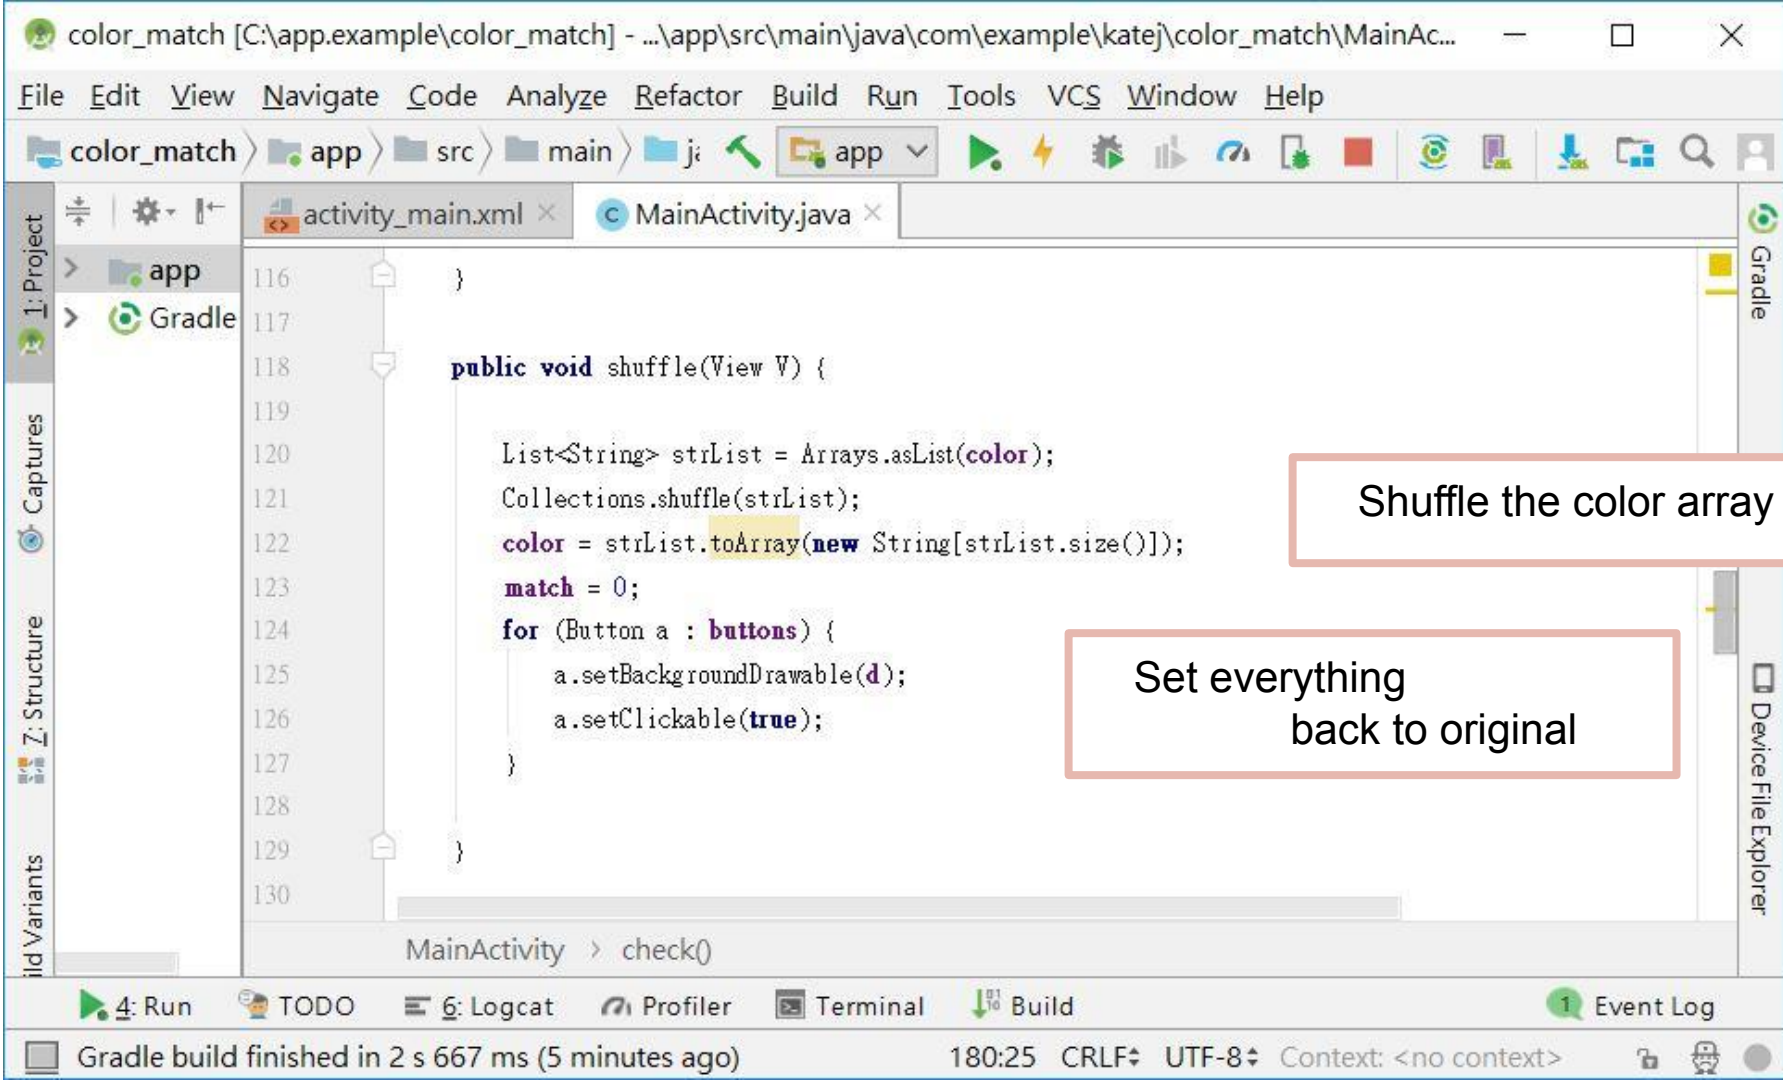 color_match [C:\app.example\color_match] - ...\app\src\main\java\com\example\katej\color_match\MainAc...
File Edit View Navigate Code Analyze Refactor Build Run Tools VCS Window Help
color_match app src main app
activity_main.xml MainActivity.java
1: Project
Captures
7: Structure
ild Variants
app
Gradle
116 }
117
118 public void shuffle(View V) {
119
120 List<String> strList = Arrays.asList(color);
121 Collections.shuffle(strList);
122 color = strList.toArray(new String[strList.size()]);
123 match = 0;
124 for (Button a : buttons) {
125 a.setBackgroundDrawable(d);
126 a.setClickable(true);
127 }
128
129 }
130
Shuffle the color array
Set everything
back to original
Gradle
Device File Explorer
MainActivity > check()
4: Run TODO 6: Logcat Profiler Terminal Build 1 Event Log
Gradle build finished in 2 s 667 ms (5 minutes ago) 180:25 CRLF UTF-8 Context: <no context>